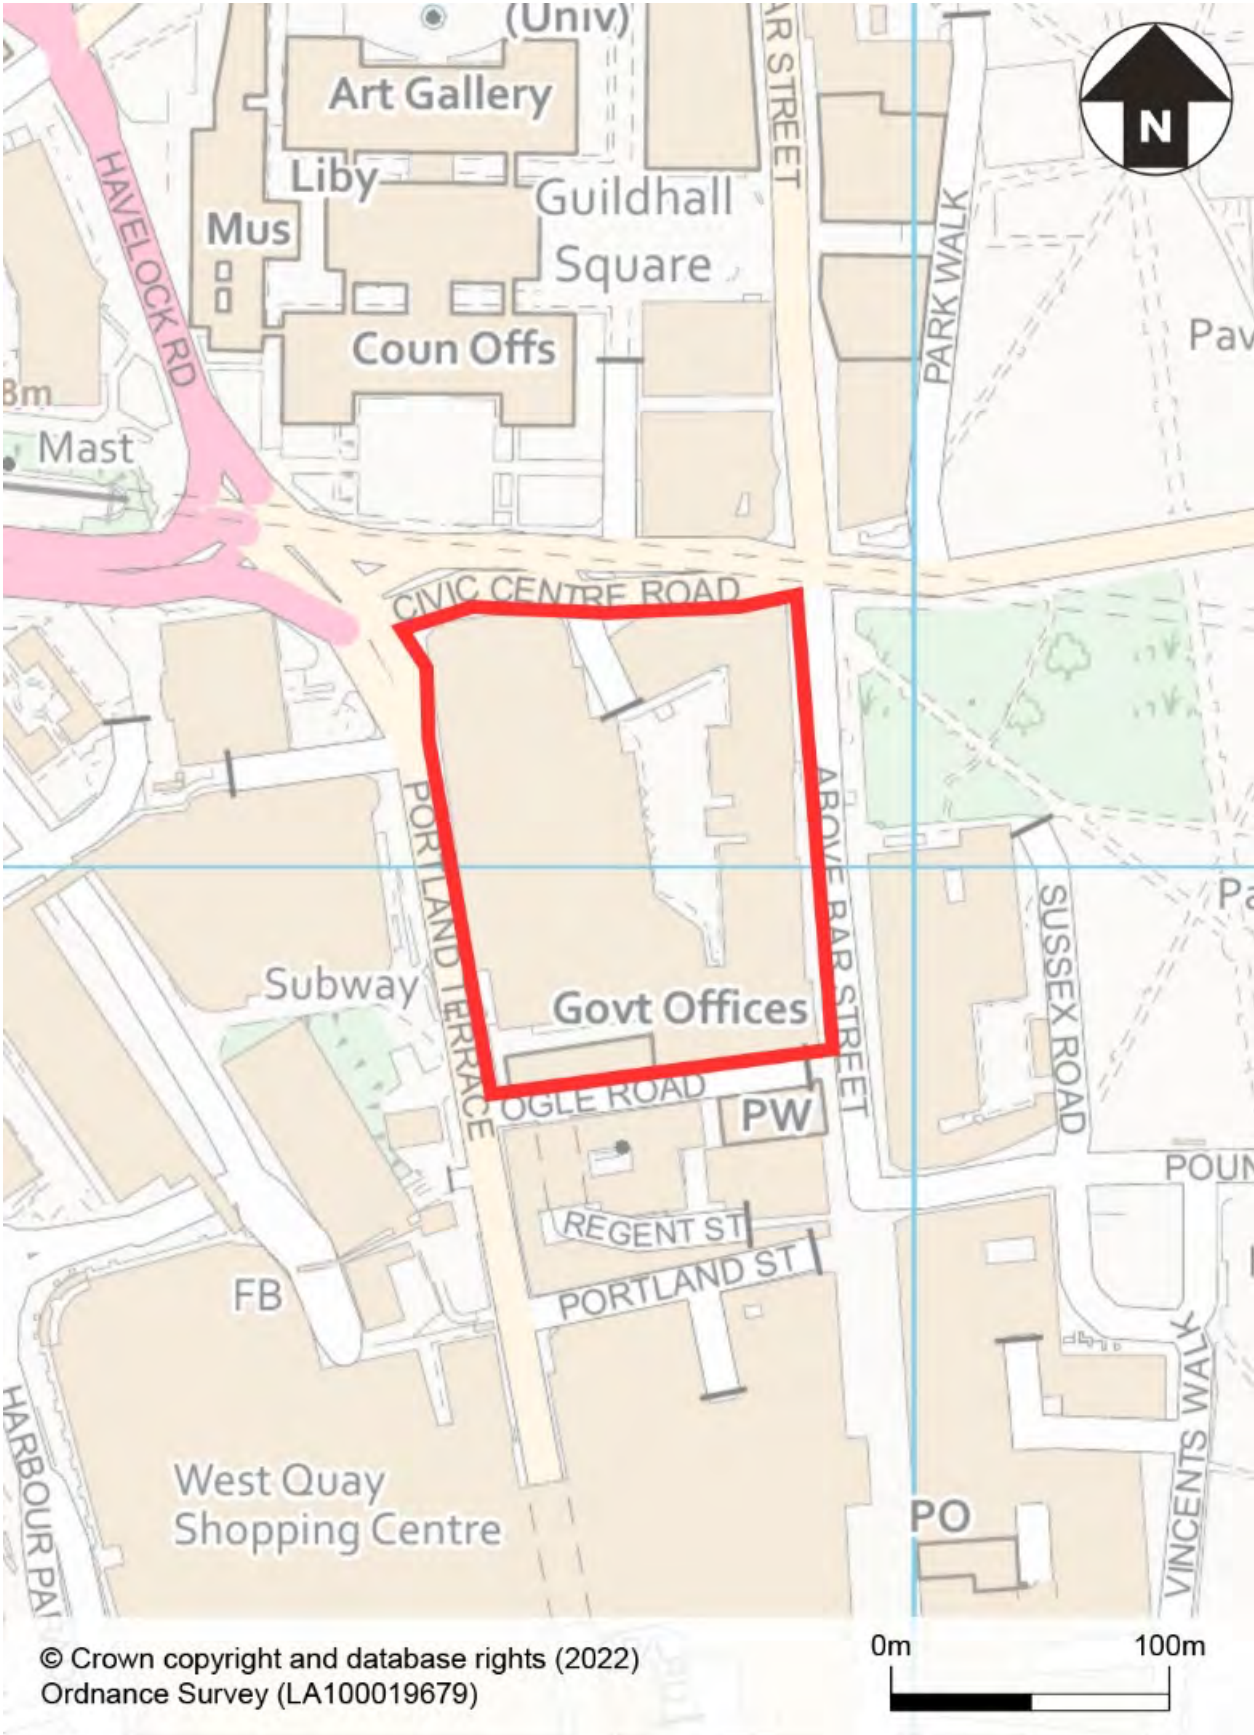 (Univ)
AR STREET
Art Gallery
N
Liby
Guildhall
Square
HAVELOCK RD
Mus
PARK WALK
Coun Offs
Pav
3m
Mast
CIVIC CENTRE ROAD
PORTLAND TERRACE
ABOVE BAR STREET
Pa
SUSSEX ROAD
Subway
Govt Offices
OGLE ROAD
PW
POUN
REGENT ST
PORTLAND ST
FB
VINCENTS WALK
HARBOUR PA
West Quay
Shopping Centre
PO
0m
100m
© Crown copyright and database rights (2022)
Ordnance Survey (LA100019679)